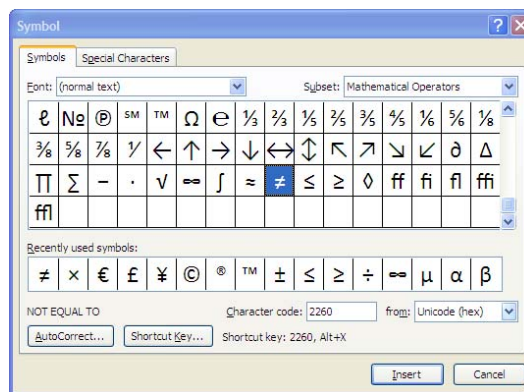 Symbol
Symbols Special Characters
Font: (normal text) Subset: Mathematical Operators
ℓ № ℗ ℠ ™ Ω ℮ ⅓ ⅔ ⅕ ⅖ ⅗ ⅘ ⅙ ⅚ ⅛
⅜ ⅝ ⅞ ⅟ ← ↑ → ↓ ↔ ↕ ↖ ↗ ↘ ↙ ∂ ∆
∏ ∑ − ∙ √ ∞ ∫ ≈ ≠ ≤ ≥ ◊ ff fi fl ffi
ffl
Recently used symbols:
≠ × € £ ¥ © ® ™ ± ≤ ≥ ÷ ∞ µ α β
NOT EQUAL TO Character code: 2260 from: Unicode (hex)
AutoCorrect... Shortcut Key... Shortcut key: 2260, Alt+X
Insert Cancel